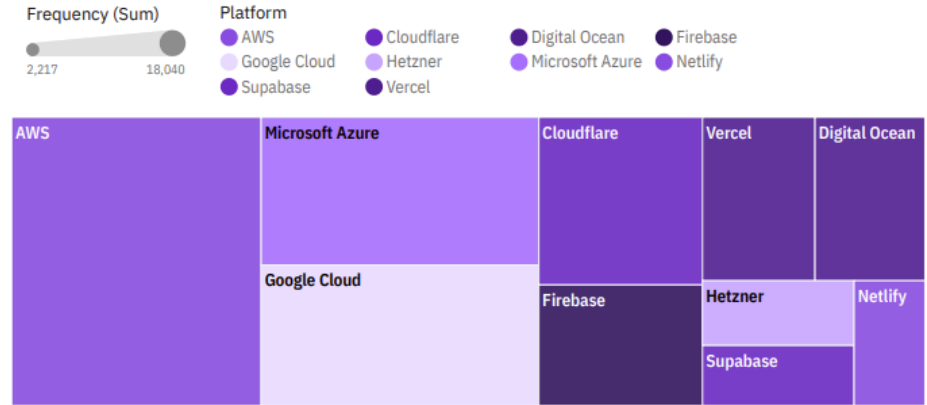 Frequency (Sum)
2,217 18,040
Platform
AWS Cloudflare Digital Ocean Firebase
Google Cloud Hetzner Microsoft Azure Netlify
Supabase Vercel
AWS
Microsoft Azure
Google Cloud
Cloudflare
Firebase
Vercel
Digital Ocean
Hetzner
Netlify
Supabase